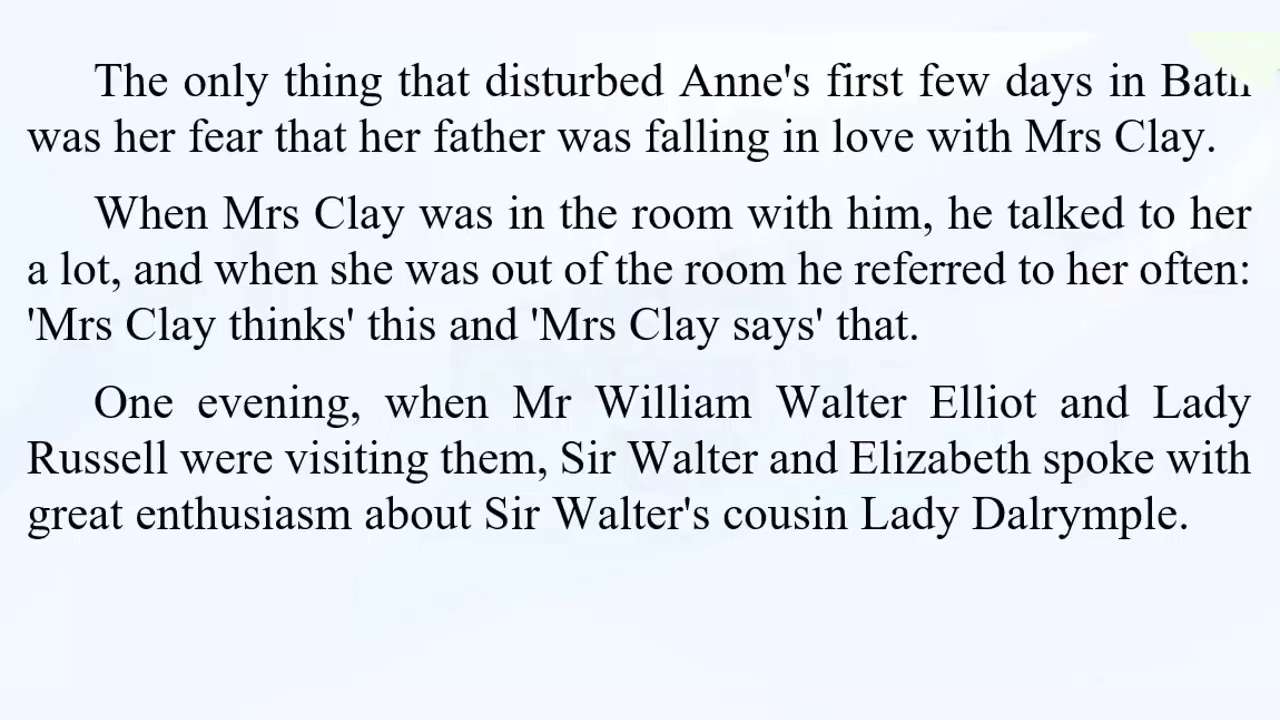 The only thing that disturbed Anne's first few days in Bath
was her fear that her father was falling in love with Mrs Clay.
When Mrs Clay was in the room with him, he talked to her
a lot, and when she was out of the room he referred to her often:
'Mrs Clay thinks' this and 'Mrs Clay says' that.
One evening, when Mr William Walter Elliot and Lady
Russell were visiting them, Sir Walter and Elizabeth spoke with
great enthusiasm about Sir Walter's cousin Lady Dalrymple.